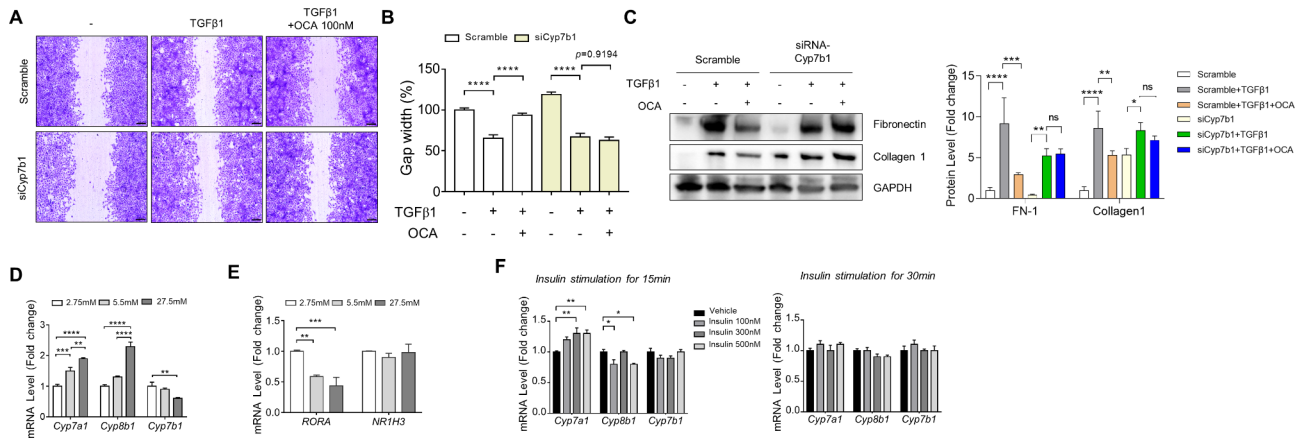 A
-
TGFβ1
TGFβ1
+OCA 100nM
Scramble
siCyp7b1
B
Scramble
siCyp7b1
p=0.9194
****
****
****
Gap width (%)
150
100
50
0
TGFβ1
-
+
+
-
+
+
OCA
-
-
+
-
-
+
C
Scramble
siRNA-
Cyp7b1
TGFβ1
-
+
+
-
+
+
OCA
-
-
+
-
-
+
Fibronectin
Collagen 1
GAPDH
Protein Level (Fold change)
15
10
5
0
****
***
**
ns
****
**
*
ns
FN-1
Collagen1
Scramble
Scramble+TGFβ1
Scramble+TGFβ1+OCA
siCyp7b1
siCyp7b1+TGFβ1
siCyp7b1+TGFβ1+OCA
D
2.75mM
5.5mM
27.5mM
mRNA Level (Fold change)
3
2
1
0
****
***
**
****
****
**
Cyp7a1
Cyp8b1
Cyp7b1
E
2.75mM
5.5mM
27.5mM
mRNA Level (Fold change)
1.5
1.0
0.5
0.0
***
**
RORA
NR1H3
F
Insulin stimulation for 15min
mRNA Level (Fold change)
1.5
1.0
0.5
0.0
**
**
*
*
Cyp7a1
Cyp8b1
Cyp7b1
Vehicle
Insulin 100nM
Insulin 300nM
Insulin 500nM
Insulin stimulation for 30min
mRNA Level (Fold change)
1.5
1.0
0.5
0.0
Cyp7a1
Cyp8b1
Cyp7b1